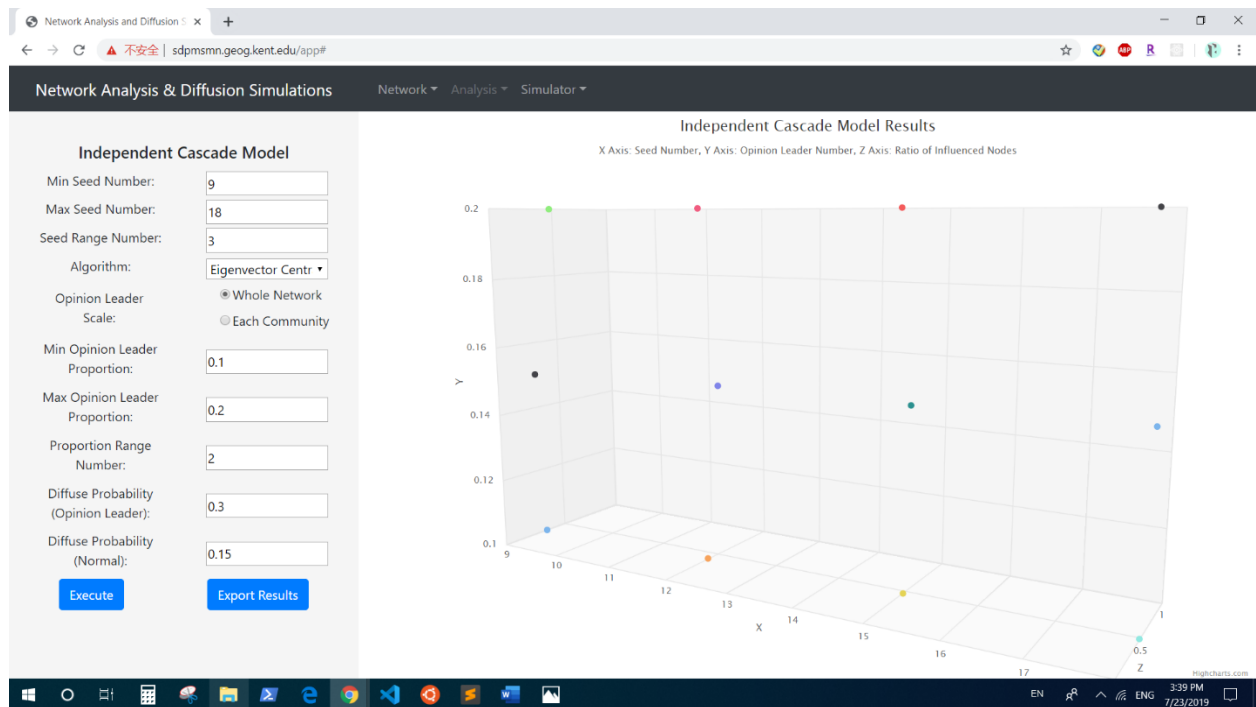 Network Analysis and Diffusion S
不安全 | sdpmsmn.geog.kent.edu/app#
ABP
R
Network Analysis & Diffusion Simulations Network Analysis Simulator
Independent Cascade Model
Min Seed Number: 9
Max Seed Number: 18
Seed Range Number: 3
Algorithm: Eigenvector Centr
Opinion Leader
Scale:
Whole Network
Each Community
Min Opinion Leader
Proportion:
0.1
Max Opinion Leader
Proportion:
0.2
Proportion Range
Number:
2
Diffuse Probability
(Opinion Leader):
0.3
Diffuse Probability
(Normal):
0.15
Execute Export Results
Independent Cascade Model Results
X Axis: Seed Number, Y Axis: Opinion Leader Number, Z Axis: Ratio of Influenced Nodes
0.2
0.18
0.16
Y
0.14
0.12
0.1
9
10
11
12
13
14
15
16
17
X
1
0.5
Z
Highcharts.com
EN ENG
3:39 PM
7/23/2019